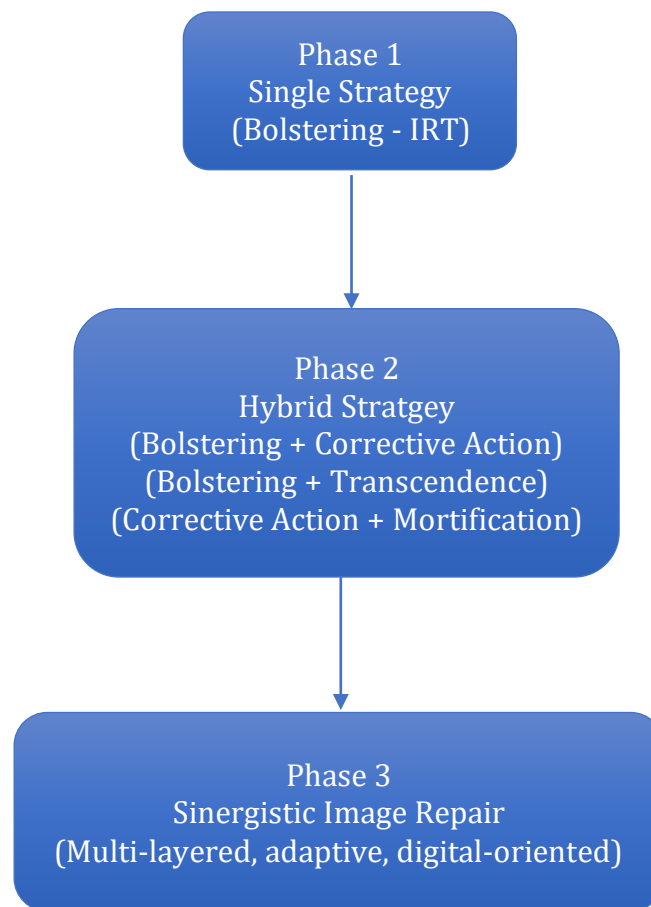 Phase 1
Single Strategy
(Bolstering - IRT)
Phase 2
Hybrid Stratgey
(Bolstering + Corrective Action)
(Bolstering + Transcendence)
(Corrective Action + Mortification)
Phase 3
Sinergistic Image Repair
(Multi-layered, adaptive, digital-oriented)